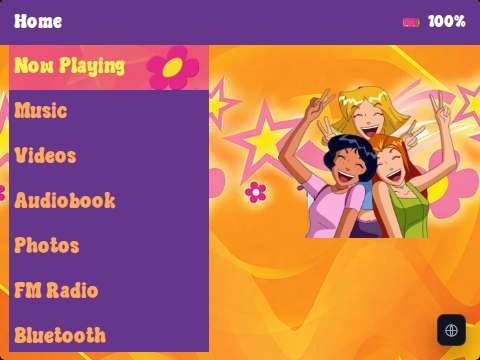 Home
100%
Now Playing
Music
Videos
Audiobook
Photos
FM Radio
Bluetooth